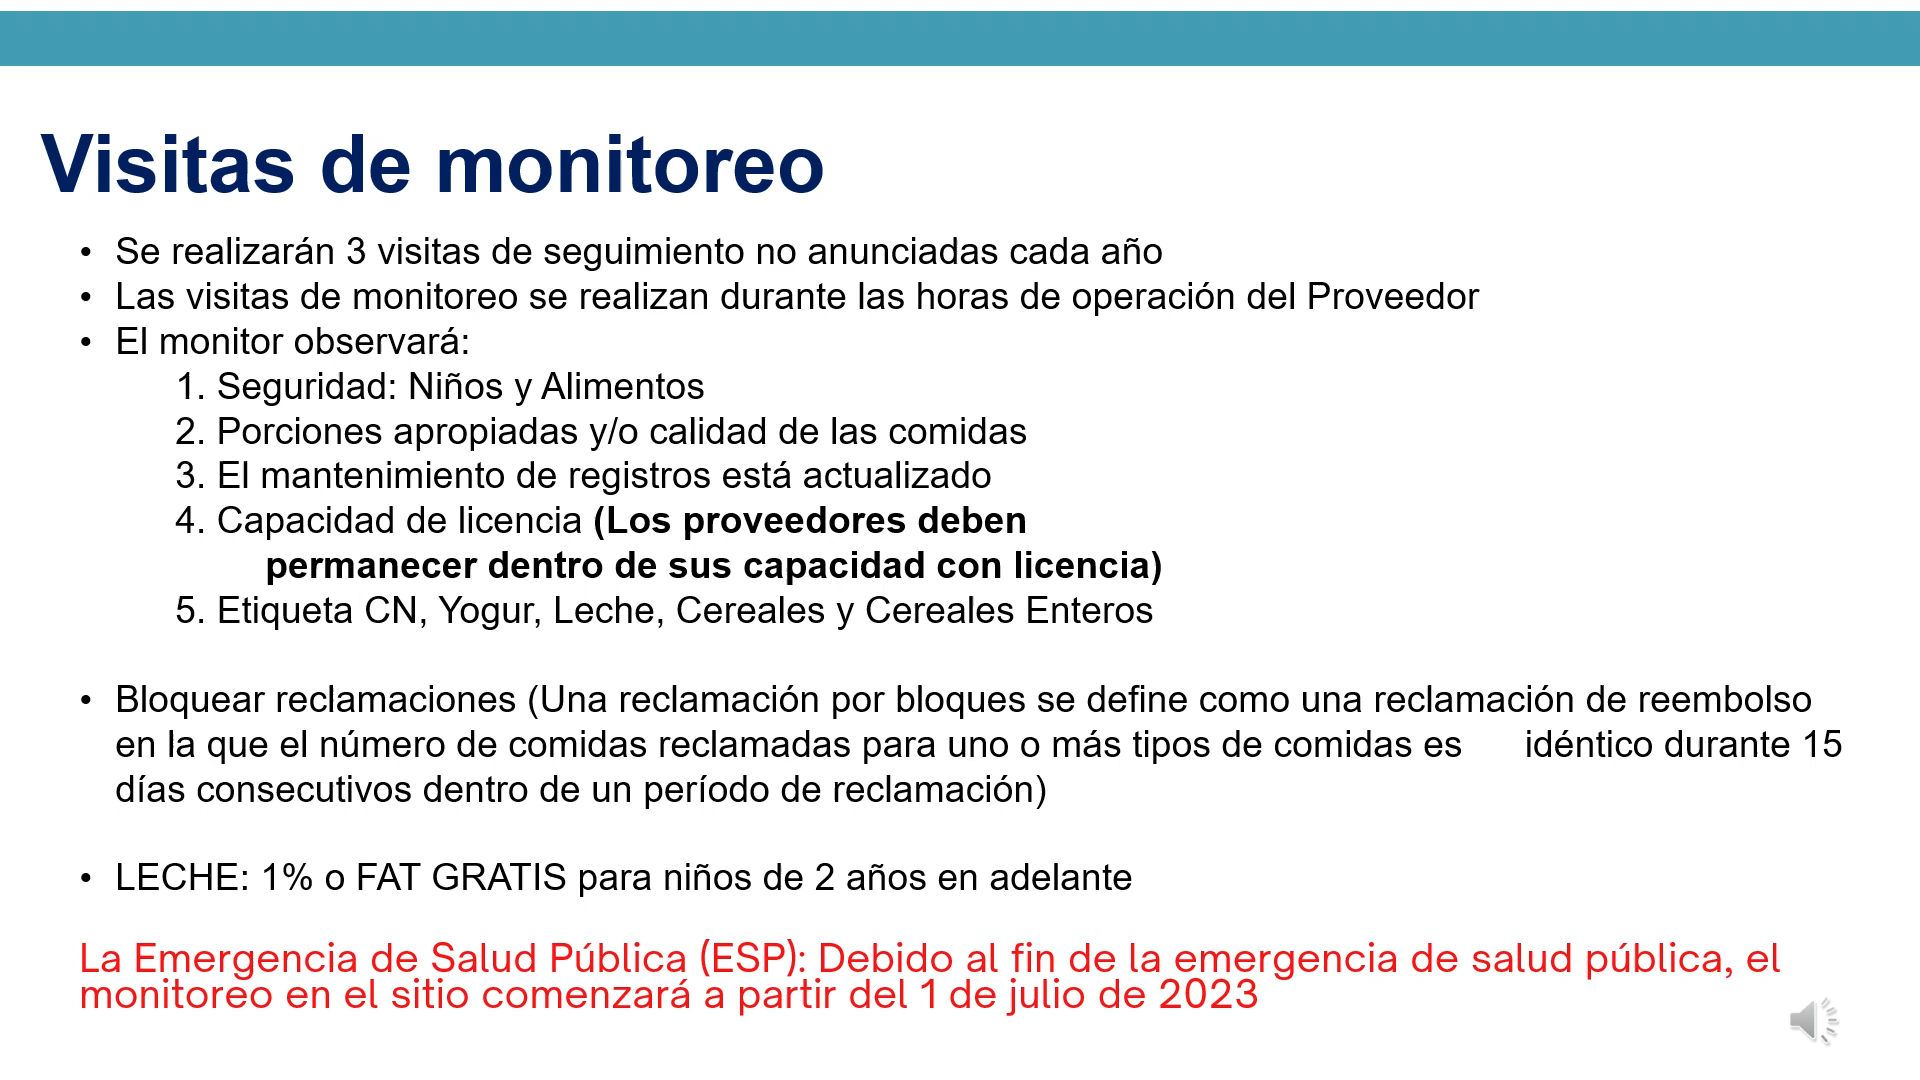 Visitas de monitoreo
• Se realizarán 3 visitas de seguimiento no anunciadas cada año
• Las visitas de monitoreo se realizan durante las horas de operación del Proveedor
• El monitor observará:
1. Seguridad: Niños y Alimentos
2. Porciones apropiadas y/o calidad de las comidas
3. El mantenimiento de registros está actualizado
4. Capacidad de licencia (Los proveedores deben
permanecer dentro de sus capacidad con licencia)
5. Etiqueta CN, Yogur, Leche, Cereales y Cereales Enteros
• Bloquear reclamaciones (Una reclamación por bloques se define como una reclamación de reembolso
en la que el número de comidas reclamadas para uno o más tipos de comidas es idéntico durante 15
días consecutivos dentro de un período de reclamación)
• LECHE: 1% o FAT GRATIS para niños de 2 años en adelante
La Emergencia de Salud Pública (ESP): Debido al fin de la emergencia de salud pública, el
monitoreo en el sitio comenzará a partir del 1 de julio de 2023